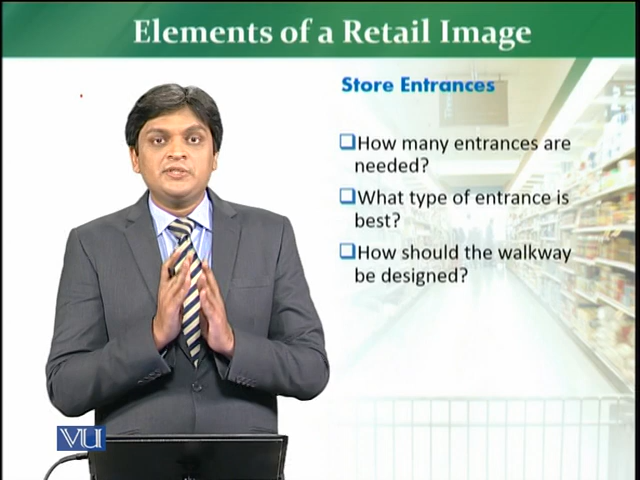 Elements of a Retail Image
Store Entrances
How many entrances are
needed?
What type of entrance is
best?
How should the walkway
be designed?
VU